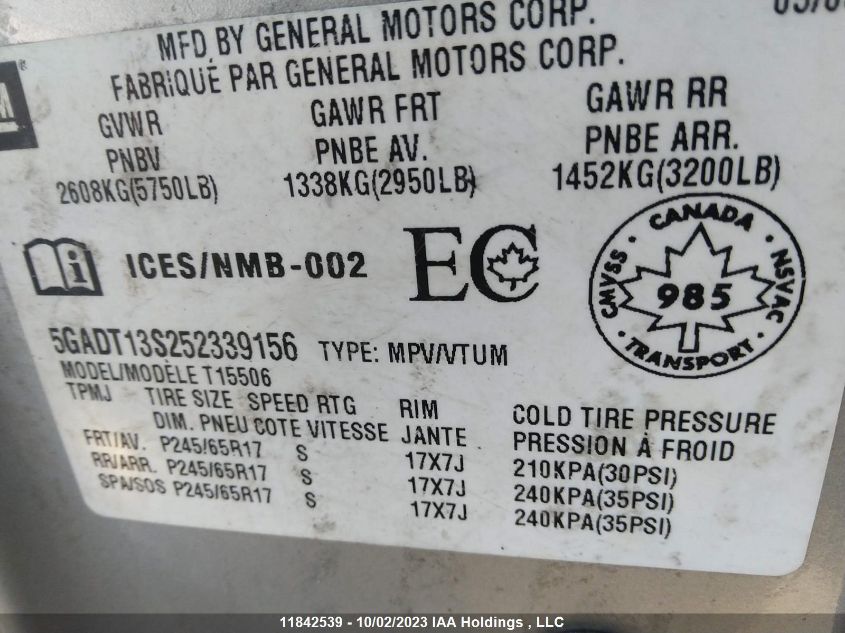 MFD BY GENERAL MOTORS CORP.
FABRIQUÉ PAR GENERAL MOTORS CORP.
GVWR GAWR FRT GAWR RR
PNBV PNBE AV. PNBE ARR.
2608KG(5750LB) 1338KG(2950LB) 1452KG(3200LB)
ICES/NMB-002 EC
CANADA
CMVSS • NSVAC
985
TRANSPORT
5GADT13S252339156 TYPE: MPV/VTUM
MODEL/MODÈLE T15506
TPMJ TIRE SIZE SPEED RTG RIM COLD TIRE PRESSURE
DIM. PNEU COTE VITESSE JANTE PRESSION À FROID
FRT/AV. P245/65R17 S 17X7J 210KPA(30PSI)
RR/ARR. P245/65R17 S 17X7J 240KPA(35PSI)
SPA/SOS P245/65R17 S 17X7J 240KPA(35PSI)
11842539 - 10/02/2023 IAA Holdings , LLC